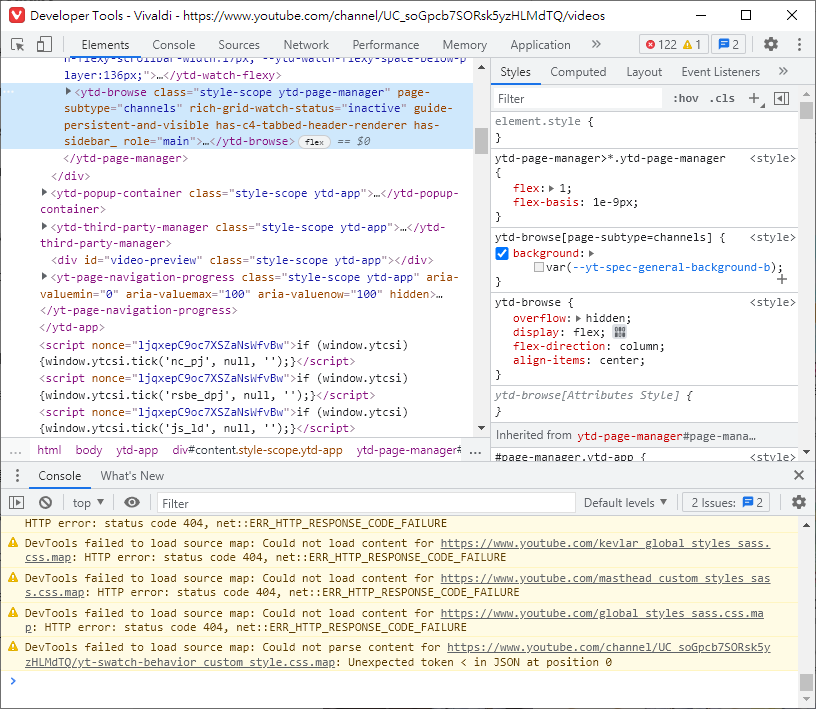 Developer Tools - Vivaldi - https://www.youtube.com/channel/UC_soGpcb7SORsk5yzHLMdTQ/videos
Elements Console Sources Network Performance Memory Application » 122 1 2
layer:136px;">…</ytd-watch-flexy>
<ytd-browse class="style-scope ytd-page-manager" page-
subtype="channels" rich-grid-watch-status="inactive" guide-
persistent-and-visible has-c4-tabbed-header-renderer has-
sidebar_ role="main">…</ytd-browse> flex == $0
</ytd-page-manager>
</div>
<ytd-popup-container class="style-scope ytd-app">…</ytd-popup-
container>
<ytd-third-party-manager class="style-scope ytd-app">…</ytd-
third-party-manager>
<div id="video-preview" class="style-scope ytd-app"></div>
<yt-page-navigation-progress class="style-scope ytd-app" aria-
valuemin="0" aria-valuemax="100" aria-valuenow="100" hidden>…
</yt-page-navigation-progress>
</ytd-app>
<script nonce="ljqxepC9oc7XSZaNsWfvBw">if (window.ytcsi)
{window.ytcsi.tick('nc_pj', null, '');}</script>
<script nonce="ljqxepC9oc7XSZaNsWfvBw">if (window.ytcsi)
{window.ytcsi.tick('rsbe_dpj', null, '');}</script>
<script nonce="ljqxepC9oc7XSZaNsWfvBw">if (window.ytcsi)
{window.ytcsi.tick('js_ld', null, '');}</script>
… html body ytd-app div#content.style-scope.ytd-app ytd-page-manager# …
Styles Computed Layout Event Listeners »
Filter :hov .cls +
element.style {
}
ytd-page-manager>*.ytd-page-manager <style>
{
flex: 1;
flex-basis: 1e-9px;
}
ytd-browse[page-subtype=channels] { <style>
background:
var(--yt-spec-general-background-b);
}
ytd-browse { <style>
overflow: hidden;
display: flex;
flex-direction: column;
align-items: center;
}
ytd-browse[Attributes Style] {
}
Inherited from ytd-page-manager#page-mana…
#page-manager.ytd-app { <style>
Console What's New
top Filter Default levels 2 Issues: 2
HTTP error: status code 404, net::ERR_HTTP_RESPONSE_CODE_FAILURE
DevTools failed to load source map: Could not load content for https://www.youtube.com/kevlar_global_styles_sass.
css.map: HTTP error: status code 404, net::ERR_HTTP_RESPONSE_CODE_FAILURE
DevTools failed to load source map: Could not load content for https://www.youtube.com/masthead_custom_styles_sas
s.css.map: HTTP error: status code 404, net::ERR_HTTP_RESPONSE_CODE_FAILURE
DevTools failed to load source map: Could not load content for https://www.youtube.com/global_styles_sass.css.ma
p: HTTP error: status code 404, net::ERR_HTTP_RESPONSE_CODE_FAILURE
DevTools failed to load source map: Could not parse content for https://www.youtube.com/channel/UC_soGpcb7SORsk5y
zHLMdTQ/yt-swatch-behavior_custom_style.css.map: Unexpected token < in JSON at position 0